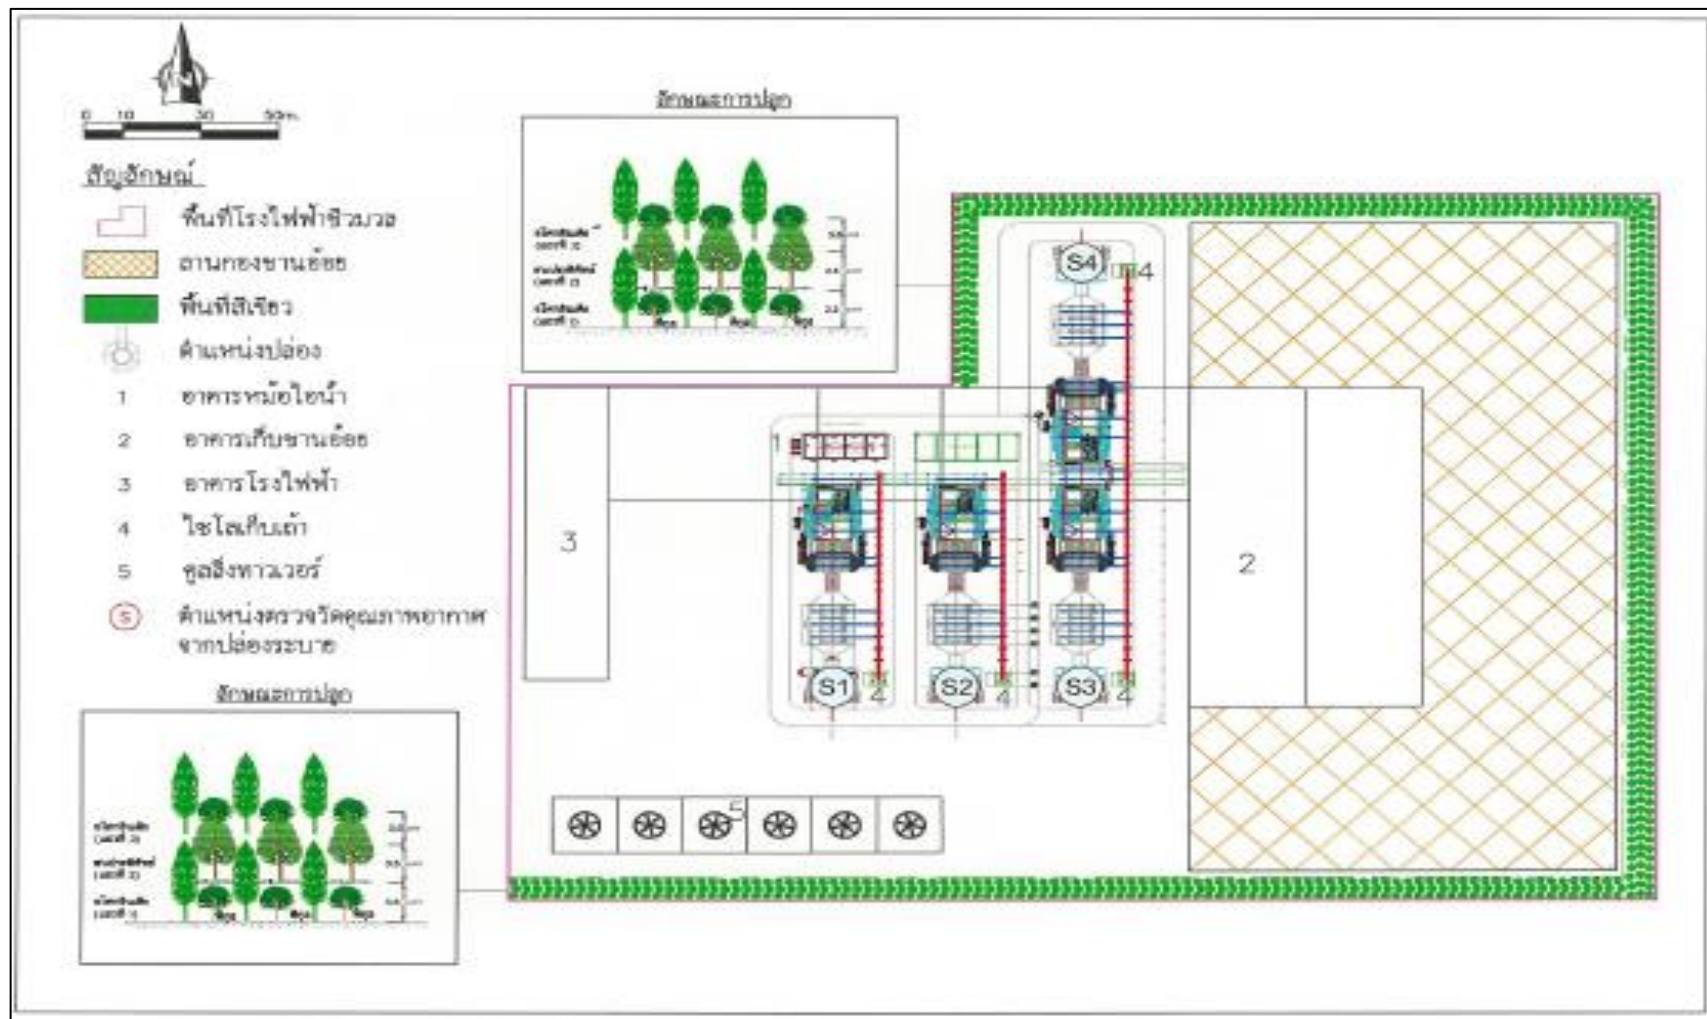 N
0 10 30 50m.
สัญลักษณ์
พื้นที่โรงไฟฟ้าชีวมวล
ลานกองชานอ้อย
พื้นที่สีเขียว
ตำแหน่งปล่อง
1 อาคารหม้อไอน้ำ
2 อาคารเก็บชานอ้อย
3 อาคารโรงไฟฟ้า
4 ไซโลเก็บเถ้า
5 คูลลิ่งทาวเวอร์
S ตำแหน่งตรวจวัดคุณภาพอากาศ
จากปล่องระบาย
ลักษณะการปลูก
ลักษณะการปลูก
S4 4
1
3
2
S1 4 S2 4 S3 4
5